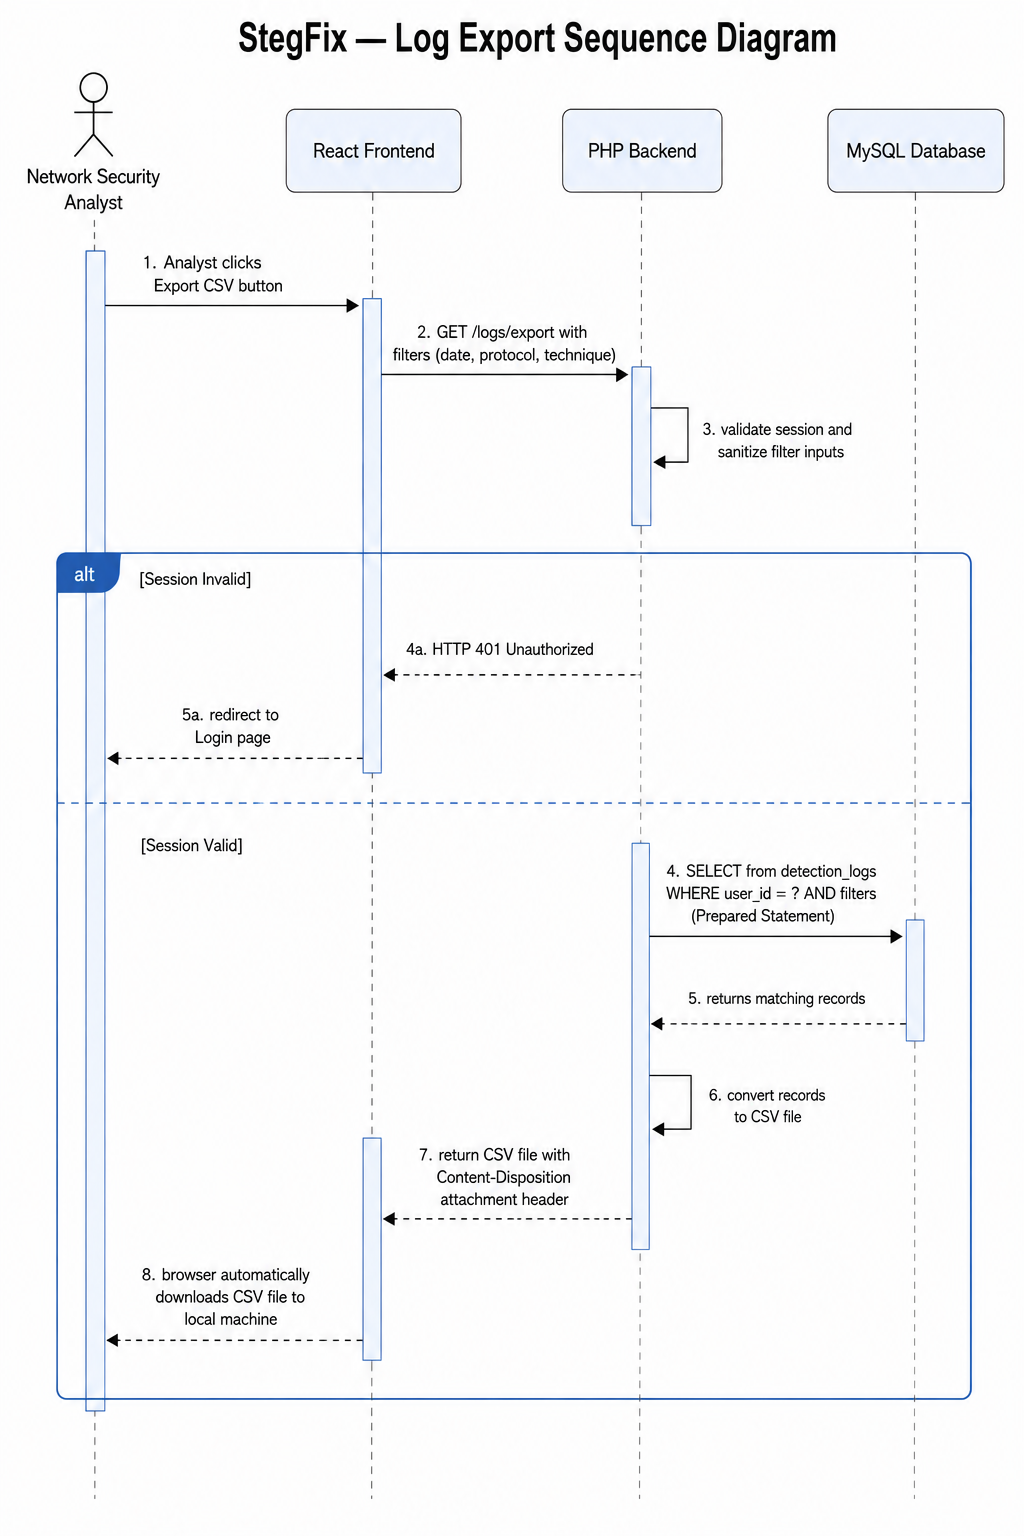 StegFix — Log Export Sequence Diagram
Network Security
Analyst
React Frontend
PHP Backend
MySQL Database
1. Analyst clicks
Export CSV button
2. GET /logs/export with
filters (date, protocol, technique)
3. validate session and
sanitize filter inputs
alt
[Session Invalid]
4a. HTTP 401 Unauthorized
5a. redirect to
Login page
[Session Valid]
4. SELECT from detection_logs
WHERE user_id = ? AND filters
(Prepared Statement)
5. returns matching records
6. convert records
to CSV file
7. return CSV file with
Content-Disposition
attachment header
8. browser automatically
downloads CSV file to
local machine